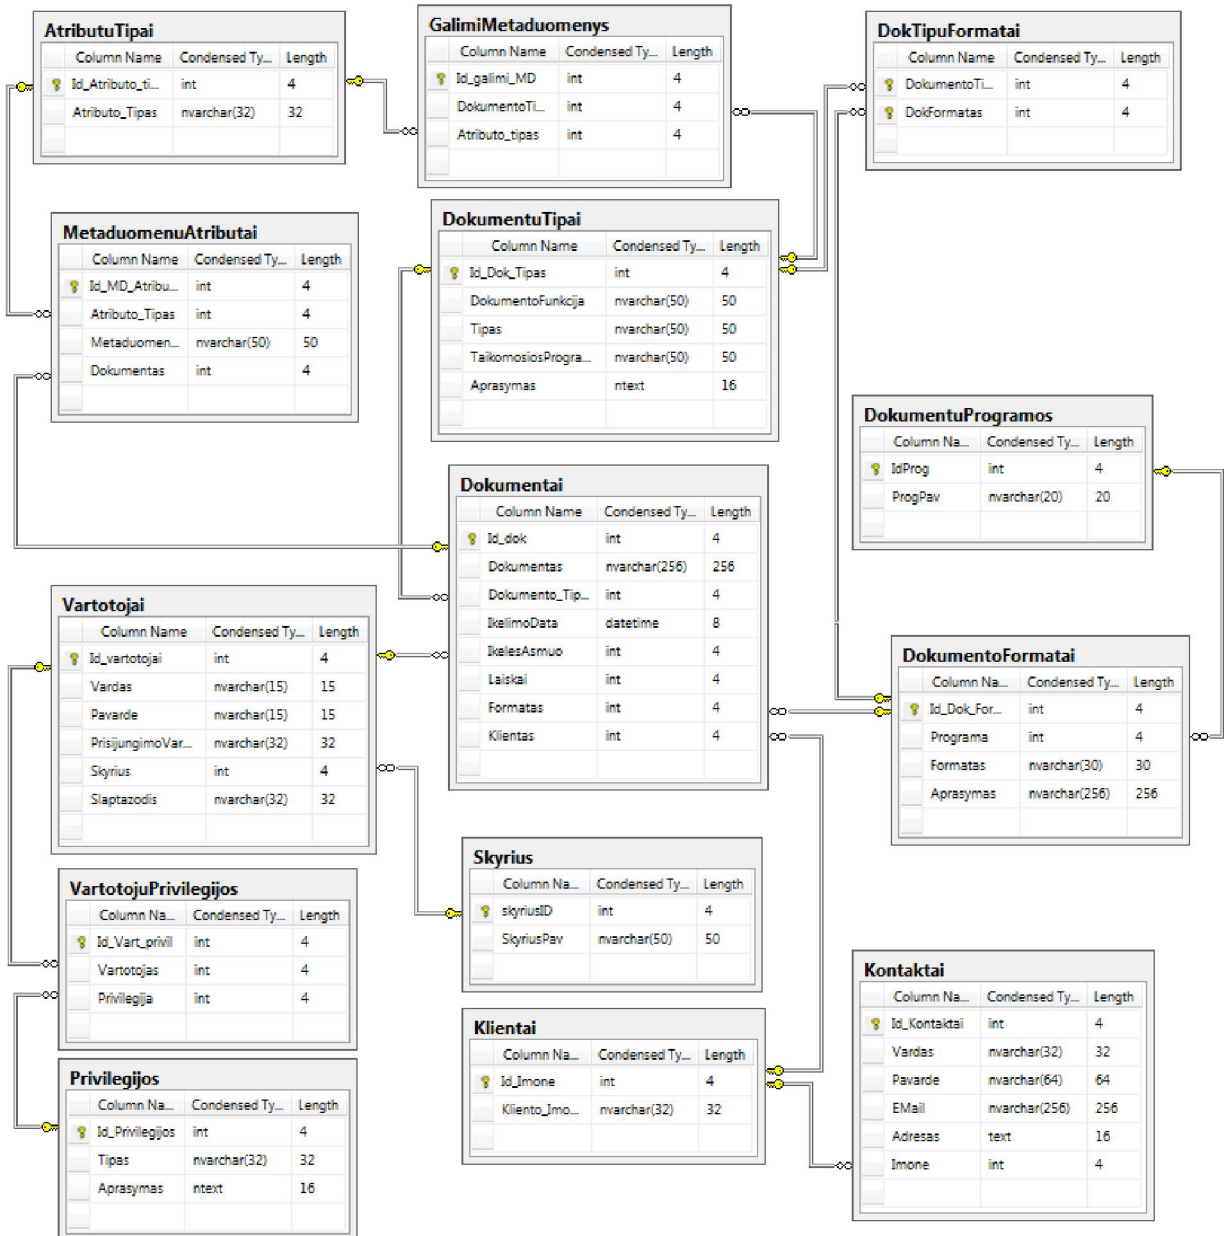 AtributuTipai
Column Name Condensed Ty... Length
Id_Atributo_ti... int 4
Atributo_Tipas nvarchar(32) 32
GalimiMetaduomenys
Column Name Condensed Ty... Length
Id_galimi_MD int 4
DokumentoTi... int 4
Atributo_tipas int 4
DokTipuFormatai
Column Name Condensed Ty... Length
DokumentoTi... int 4
DokFormatas int 4
MetaduomenuAtributai
Column Name Condensed Ty... Length
Id_MD_Atribu... int 4
Atributo_Tipas int 4
Metaduomen... nvarchar(50) 50
Dokumentas int 4
DokumentuTipai
Column Name Condensed Ty... Length
Id_Dok_Tipas int 4
DokumentoFunkcija nvarchar(50) 50
Tipas nvarchar(50) 50
TaikomosiosProgra... nvarchar(50) 50
Aprasymas ntext 16
DokumentuProgramos
Column Na... Condensed Ty... Length
IdProg int 4
ProgPav nvarchar(20) 20
Dokumentai
Column Name Condensed Ty... Length
Id_dok int 4
Dokumentas nvarchar(256) 256
Dokumento_Tip... int 4
IkelimoData datetime 8
IkelesAsmuo int 4
Laiskai int 4
Formatas int 4
Klientas int 4
Vartotojai
Column Name Condensed Ty... Length
Id_vartotojai int 4
Vardas nvarchar(15) 15
Pavarde nvarchar(15) 15
PrisijungimoVar... nvarchar(32) 32
Skyrius int 4
Slaptazodis nvarchar(32) 32
DokumentoFormatai
Column Na... Condensed Ty... Length
Id_Dok_For... int 4
Programa int 4
Formatas nvarchar(30) 30
Aprasymas nvarchar(256) 256
Skyrius
Column Na... Condensed Ty... Length
skyriusID int 4
SkyriusPav nvarchar(50) 50
VartotojuPrivilegijos
Column Na... Condensed Ty... Length
Id_Vart_privil int 4
Vartotojas int 4
Privilegija int 4
Kontaktai
Column Na... Condensed Ty... Length
Id_Kontaktai int 4
Vardas nvarchar(32) 32
Pavarde nvarchar(64) 64
EMail nvarchar(256) 256
Adresas text 16
Imone int 4
Klientai
Column Na... Condensed Ty... Length
Id_Imone int 4
Kliento_Imo... nvarchar(32) 32
Privilegijos
Column Na... Condensed Ty... Length
Id_Privilegijos int 4
Tipas nvarchar(32) 32
Aprasymas ntext 16